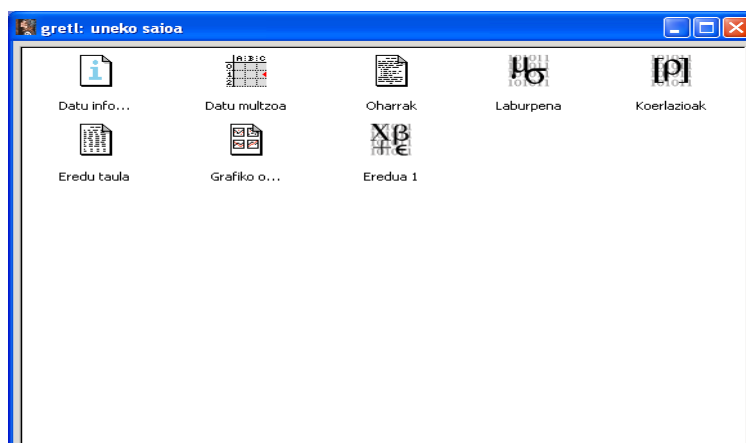 gretl: uneko saioa
Datu info... Datu multzoa Oharrak Laburpena Koerlazioak
Eredu taula Grafiko o... Eredua 1